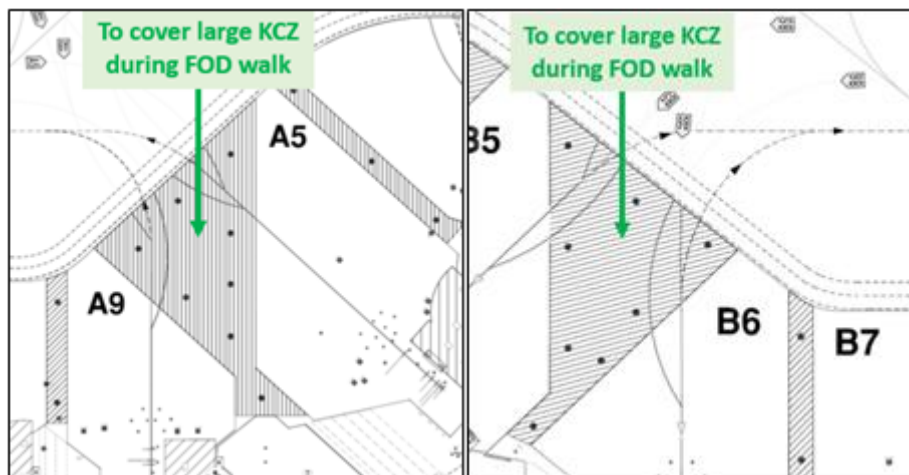 To cover large KCZ
during FOD walk
A5
A9
To cover large KCZ
during FOD walk
B5
B6
B7